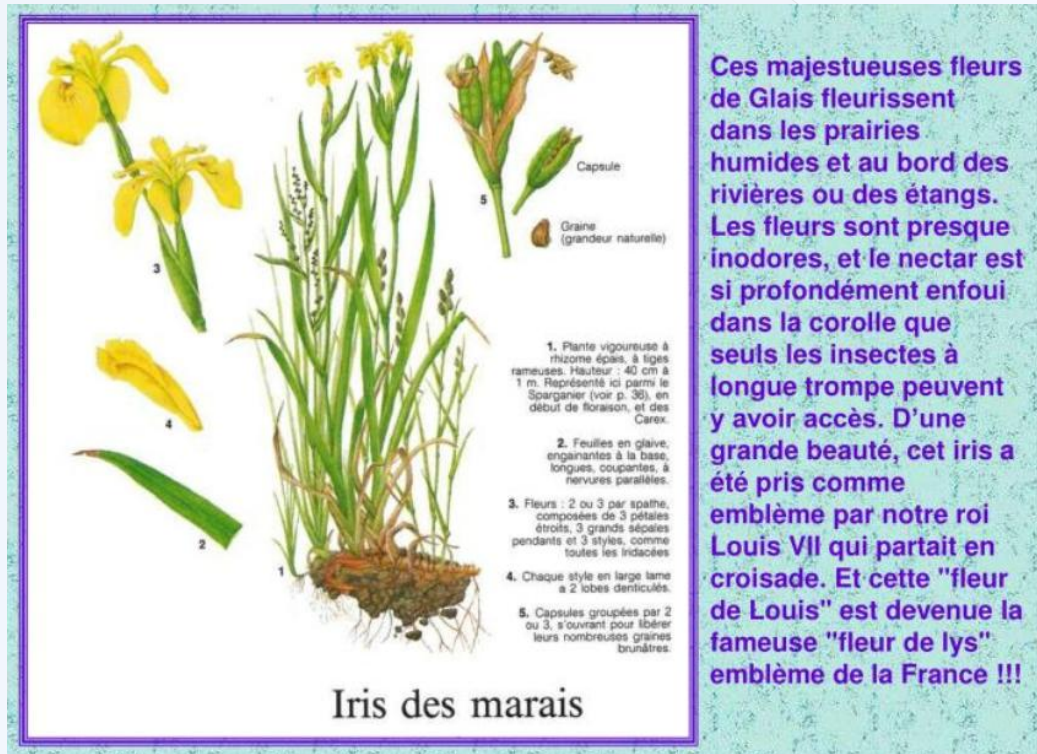 3
4
2
1
5
Capsule
Graine
(grandeur naturelle)
1. Plante vigoureuse à
rhizome épais, à tiges
rameuses. Hauteur : 40 cm à
1 m. Représenté ici parmi le
Sparganier (voir p. 36), en
début de floraison, et des
Carex.
2. Feuilles en glaive,
engainantes à la base,
longues, coupantes, à
nervures parallèles.
3. Fleurs : 2 ou 3 par spathe,
composées de 3 pétales
étroits, 3 grands sépales
pendants et 3 styles, comme
toutes les Iridacées
4. Chaque style en large lame
a 2 lobes denticulés.
5. Capsules groupées par 2
ou 3, s'ouvrant pour libérer
leurs nombreuses graines
brunâtres.
Iris des marais
Ces majestueuses fleurs
de Glais fleurissent
dans les prairies
humides et au bord des
rivières ou des étangs.
Les fleurs sont presque
inodores, et le nectar est
si profondément enfoui
dans la corolle que
seuls les insectes à
longue trompe peuvent
y avoir accès. D'une
grande beauté, cet iris a
été pris comme
emblème par notre roi
Louis VII qui partait en
croisade. Et cette "fleur
de Louis" est devenue la
fameuse "fleur de lys"
emblème de la France !!!